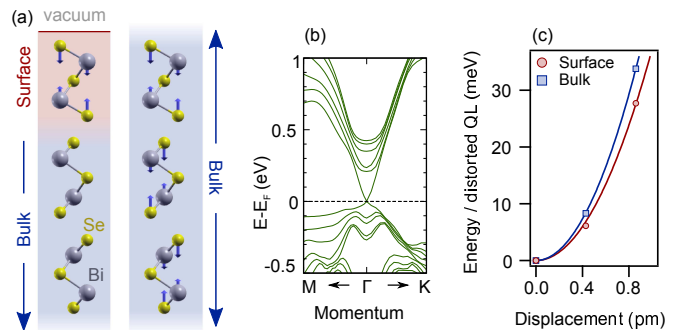 (a)
vacuum
Surface
Bulk
Se
Bi
Bulk
(b)
E-E_F (eV)
1
0.5
0
-0.5
M Γ K
Momentum
(c)
Energy / distorted QL (meV)
Surface
Bulk
30
20
10
0
0.0 0.4 0.8
Displacement (pm)